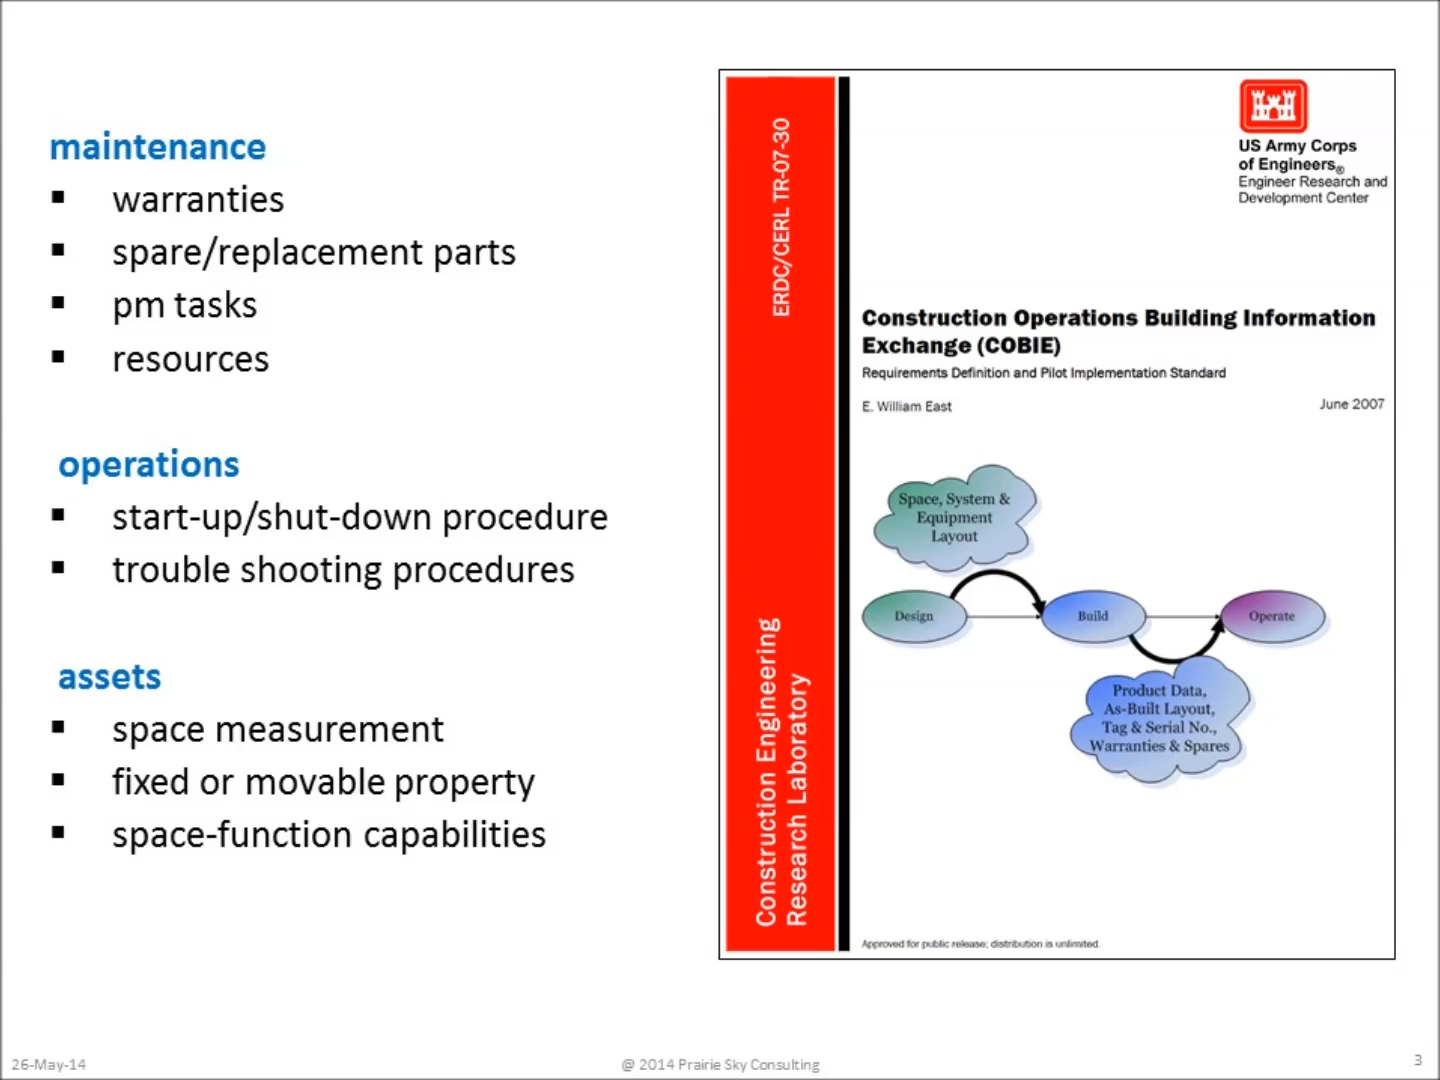 maintenance
▪ warranties
▪ spare/replacement parts
▪ pm tasks
▪ resources
operations
▪ start-up/shut-down procedure
▪ trouble shooting procedures
assets
▪ space measurement
▪ fixed or movable property
▪ space-function capabilities
ERDC/CERL TR-07-30
Construction Engineering
Research Laboratory
US Army Corps
of Engineers®
Engineer Research and
Development Center
Construction Operations Building Information
Exchange (COBIE)
Requirements Definition and Pilot Implementation Standard
E. William East
June 2007
Space, System &
Equipment
Layout
Design
Build
Operate
Product Data,
As-Built Layout,
Tag & Serial No.,
Warranties & Spares
Approved for public release; distribution is unlimited.
26-May-14
@ 2014 Prairie Sky Consulting
3